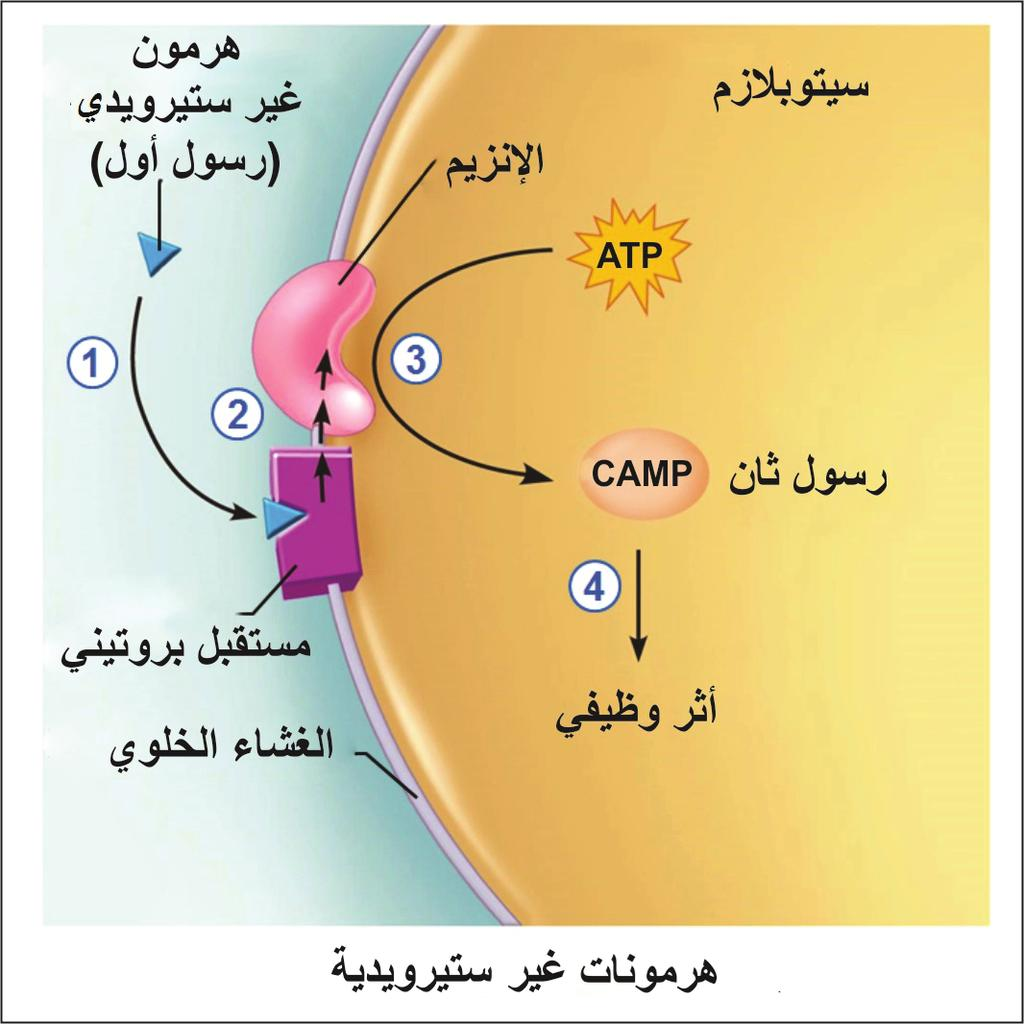 هرمون
غير ستيرويدي
(رسول أول)
سيتوبلازم
الإنزيم
ATP
1
2
3
CAMP
رسول ثان
4
مستقبل بروتيني
أثر وظيفي
الغشاء الخلوي
هرمونات غير ستيرويدية